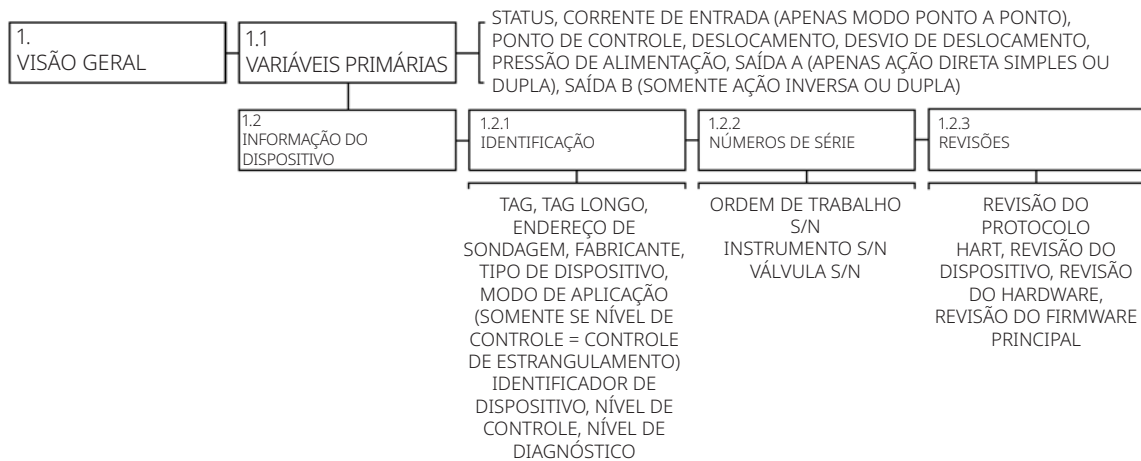 1.
VISÃO GERAL
1.1
VARIÁVEIS PRIMÁRIAS
STATUS, CORRENTE DE ENTRADA (APENAS MODO PONTO A PONTO),
PONTO DE CONTROLE, DESLOCAMENTO, DESVIO DE DESLOCAMENTO,
PRESSÃO DE ALIMENTAÇÃO, SAÍDA A (APENAS AÇÃO DIRETA SIMPLES OU
DUPLA), SAÍDA B (SOMENTE AÇÃO INVERSA OU DUPLA)
1.2
INFORMAÇÃO DO
DISPOSITIVO
1.2.1
IDENTIFICAÇÃO
1.2.2
NÚMEROS DE SÉRIE
1.2.3
REVISÕES
TAG, TAG LONGO,
ENDEREÇO DE
SONDAGEM, FABRICANTE,
TIPO DE DISPOSITIVO,
MODO DE APLICAÇÃO
(SOMENTE SE NÍVEL DE
CONTROLE = CONTROLE
DE ESTRANGULAMENTO)
IDENTIFICADOR DE
DISPOSITIVO, NÍVEL DE
CONTROLE, NÍVEL DE
DIAGNÓSTICO
ORDEM DE TRABALHO
S/N
INSTRUMENTO S/N
VÁLVULA S/N
REVISÃO DO
PROTOCOLO
HART, REVISÃO DO
DISPOSITIVO, REVISÃO
DO HARDWARE,
REVISÃO DO FIRMWARE
PRINCIPAL